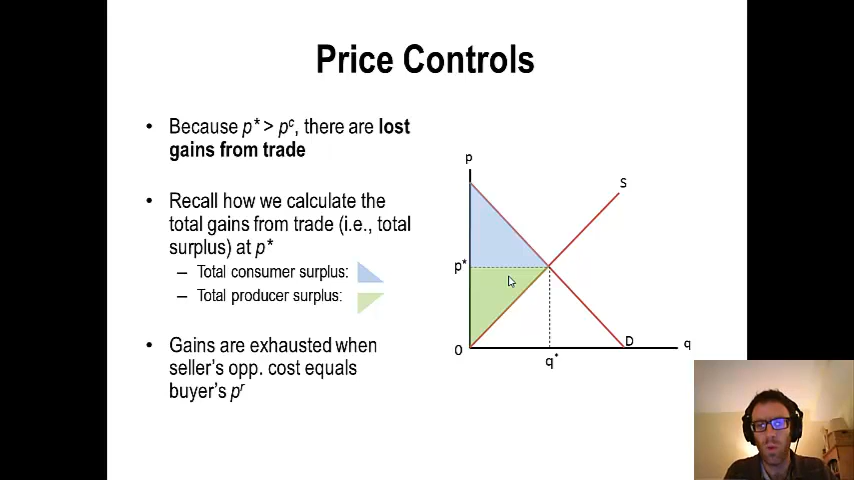 Price Controls
• Because p* > pᶜ, there are lost
gains from trade
• Recall how we calculate the
total gains from trade (i.e., total
surplus) at p*
– Total consumer surplus:
– Total producer surplus:
• Gains are exhausted when
seller's opp. cost equals
buyer's pʳ
p
S
p*
O
D
q
q*